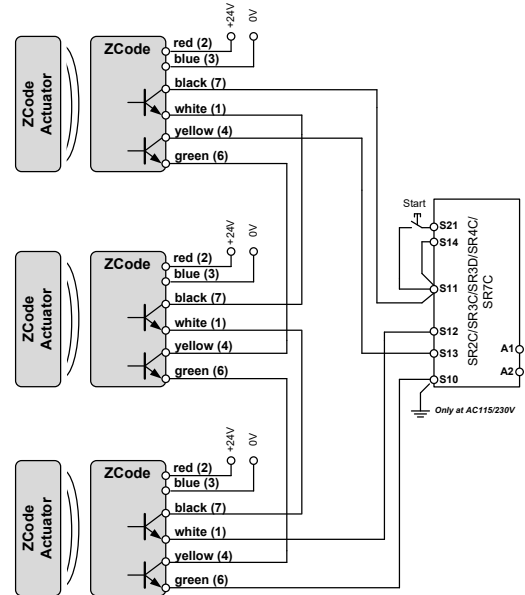 +24V
0V
ZCode
Actuator
ZCode
red (2)
blue (3)
black (7)
white (1)
yellow (4)
green (6)
+24V
0V
ZCode
Actuator
ZCode
red (2)
blue (3)
black (7)
white (1)
yellow (4)
green (6)
+24V
0V
ZCode
Actuator
ZCode
red (2)
blue (3)
black (7)
white (1)
yellow (4)
green (6)
Start
S21
S14
S11
S12
S13
S10
SR2C/SR3C/SR3D/SR4C/
SR7C
A1
A2
Only at AC115/230V